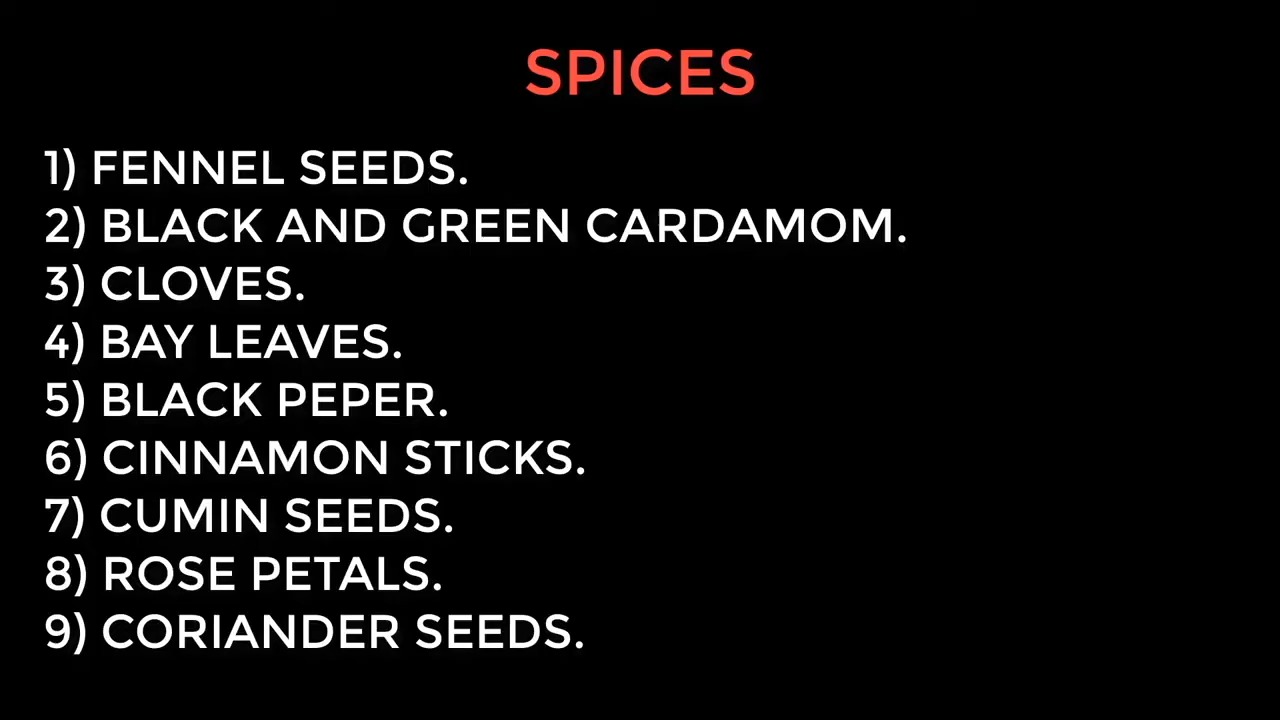 SPICES
1) FENNEL SEEDS.
2) BLACK AND GREEN CARDAMOM.
3) CLOVES.
4) BAY LEAVES.
5) BLACK PEPER.
6) CINNAMON STICKS.
7) CUMIN SEEDS.
8) ROSE PETALS.
9) CORIANDER SEEDS.